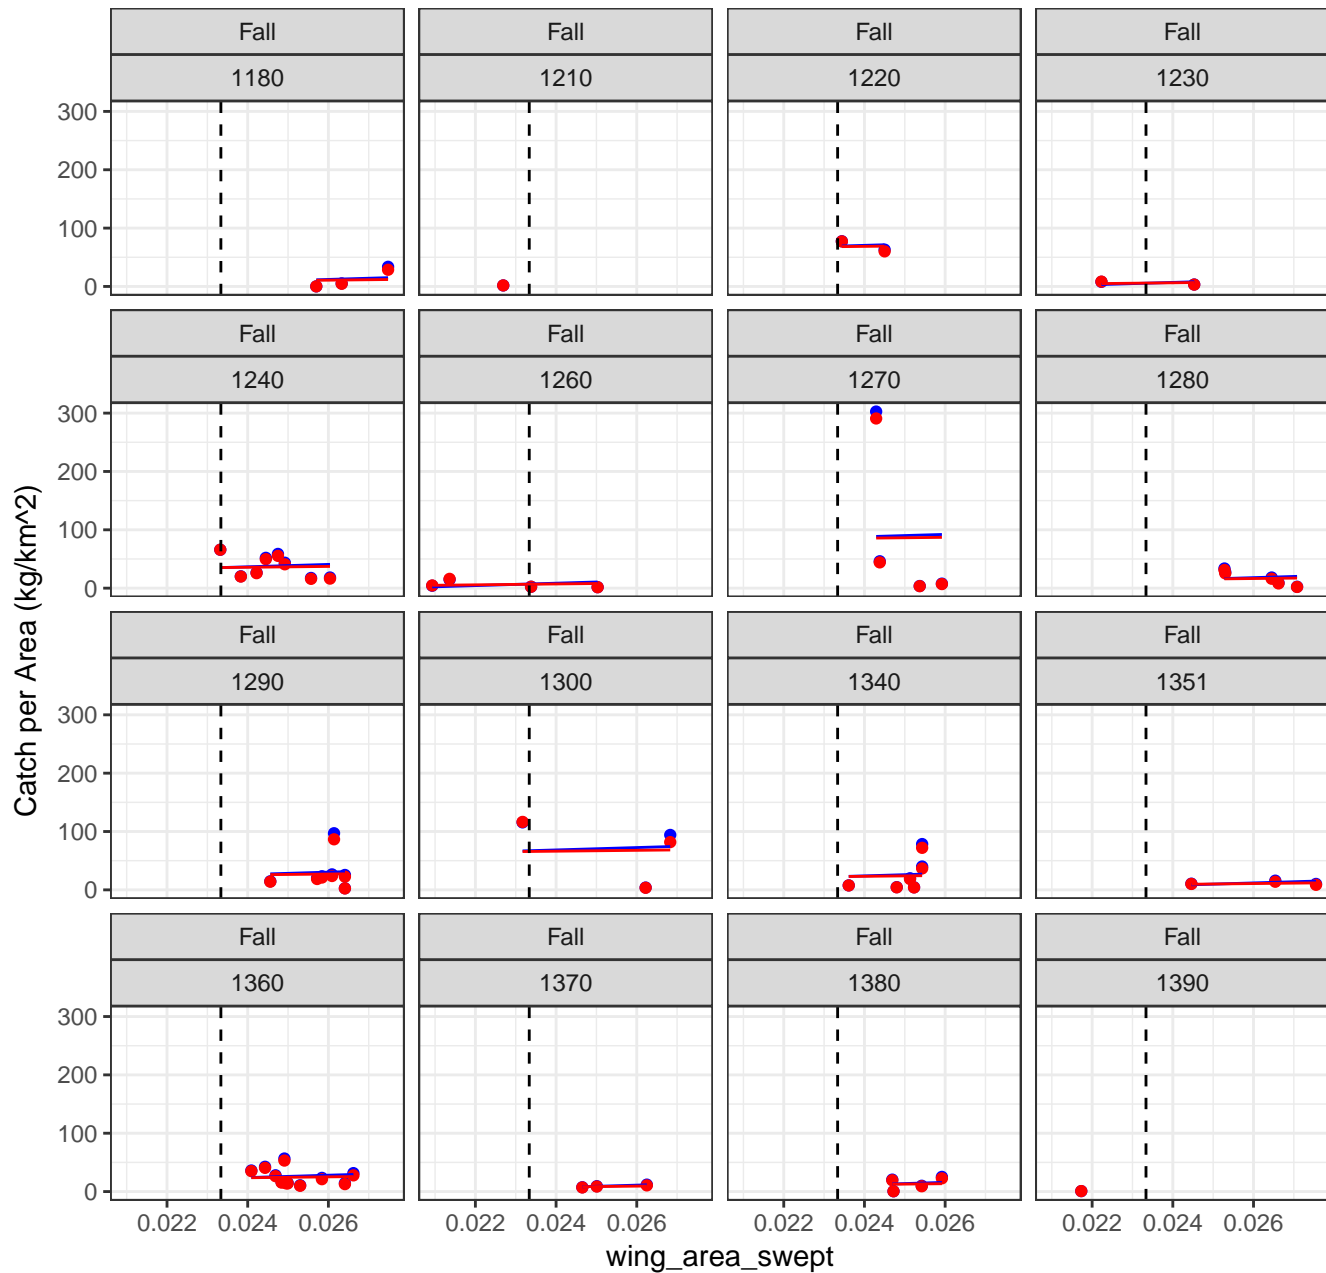 Fall Fall Fall Fall
1180 1210 1220 1230
300
200
100
0
Fall Fall Fall Fall
1240 1260 1270 1280
300
200
100
0
Catch per Area (kg/km^2)
Fall Fall Fall Fall
1290 1300 1340 1351
300
200
100
0
Fall Fall Fall Fall
1360 1370 1380 1390
300
200
100
0
0.022 0.024 0.026 0.022 0.024 0.026 0.022 0.024 0.026 0.022 0.024 0.026
wing_area_swept